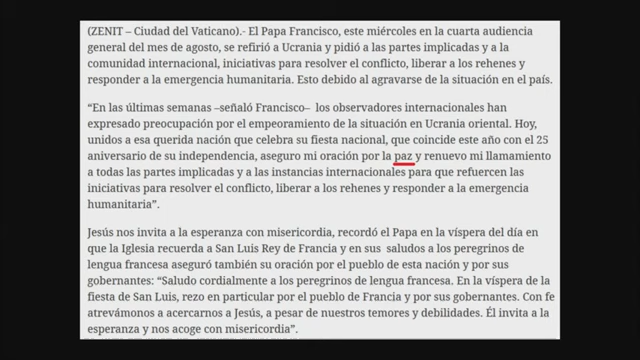 (ZENIT – Ciudad del Vaticano).- El Papa Francisco, este miércoles en la cuarta audiencia
general del mes de agosto, se refirió a Ucrania y pidió a las partes implicadas y a la
comunidad internacional, iniciativas para resolver el conflicto, liberar a los rehenes y
responder a la emergencia humanitaria. Esto debido al agravarse de la situación en el país.
“En las últimas semanas –señaló Francisco– los observadores internacionales han
expresado preocupación por el empeoramiento de la situación en Ucrania oriental. Hoy,
unidos a esa querida nación que celebra su fiesta nacional, que coincide este año con el 25
aniversario de su independencia, aseguro mi oración por la paz y renuevo mi llamamiento
a todas las partes implicadas y a las instancias internacionales para que refuercen las
iniciativas para resolver el conflicto, liberar a los rehenes y responder a la emergencia
humanitaria”.
Jesús nos invita a la esperanza con misericordia, recordó el Papa en la víspera del día en
que la Iglesia recuerda a San Luis Rey de Francia y en sus saludos a los peregrinos de
lengua francesa aseguró también su oración por el pueblo de esta nación y por sus
gobernantes: “Saludo cordialmente a los peregrinos de lengua francesa. En la víspera de la
fiesta de San Luis, rezo en particular por el pueblo de Francia y por sus gobernantes. Con fe
atrevámonos a acercarnos a Jesús, a pesar de nuestros temores y debilidades. Él invita a la
esperanza y nos acoge con misericordia”.